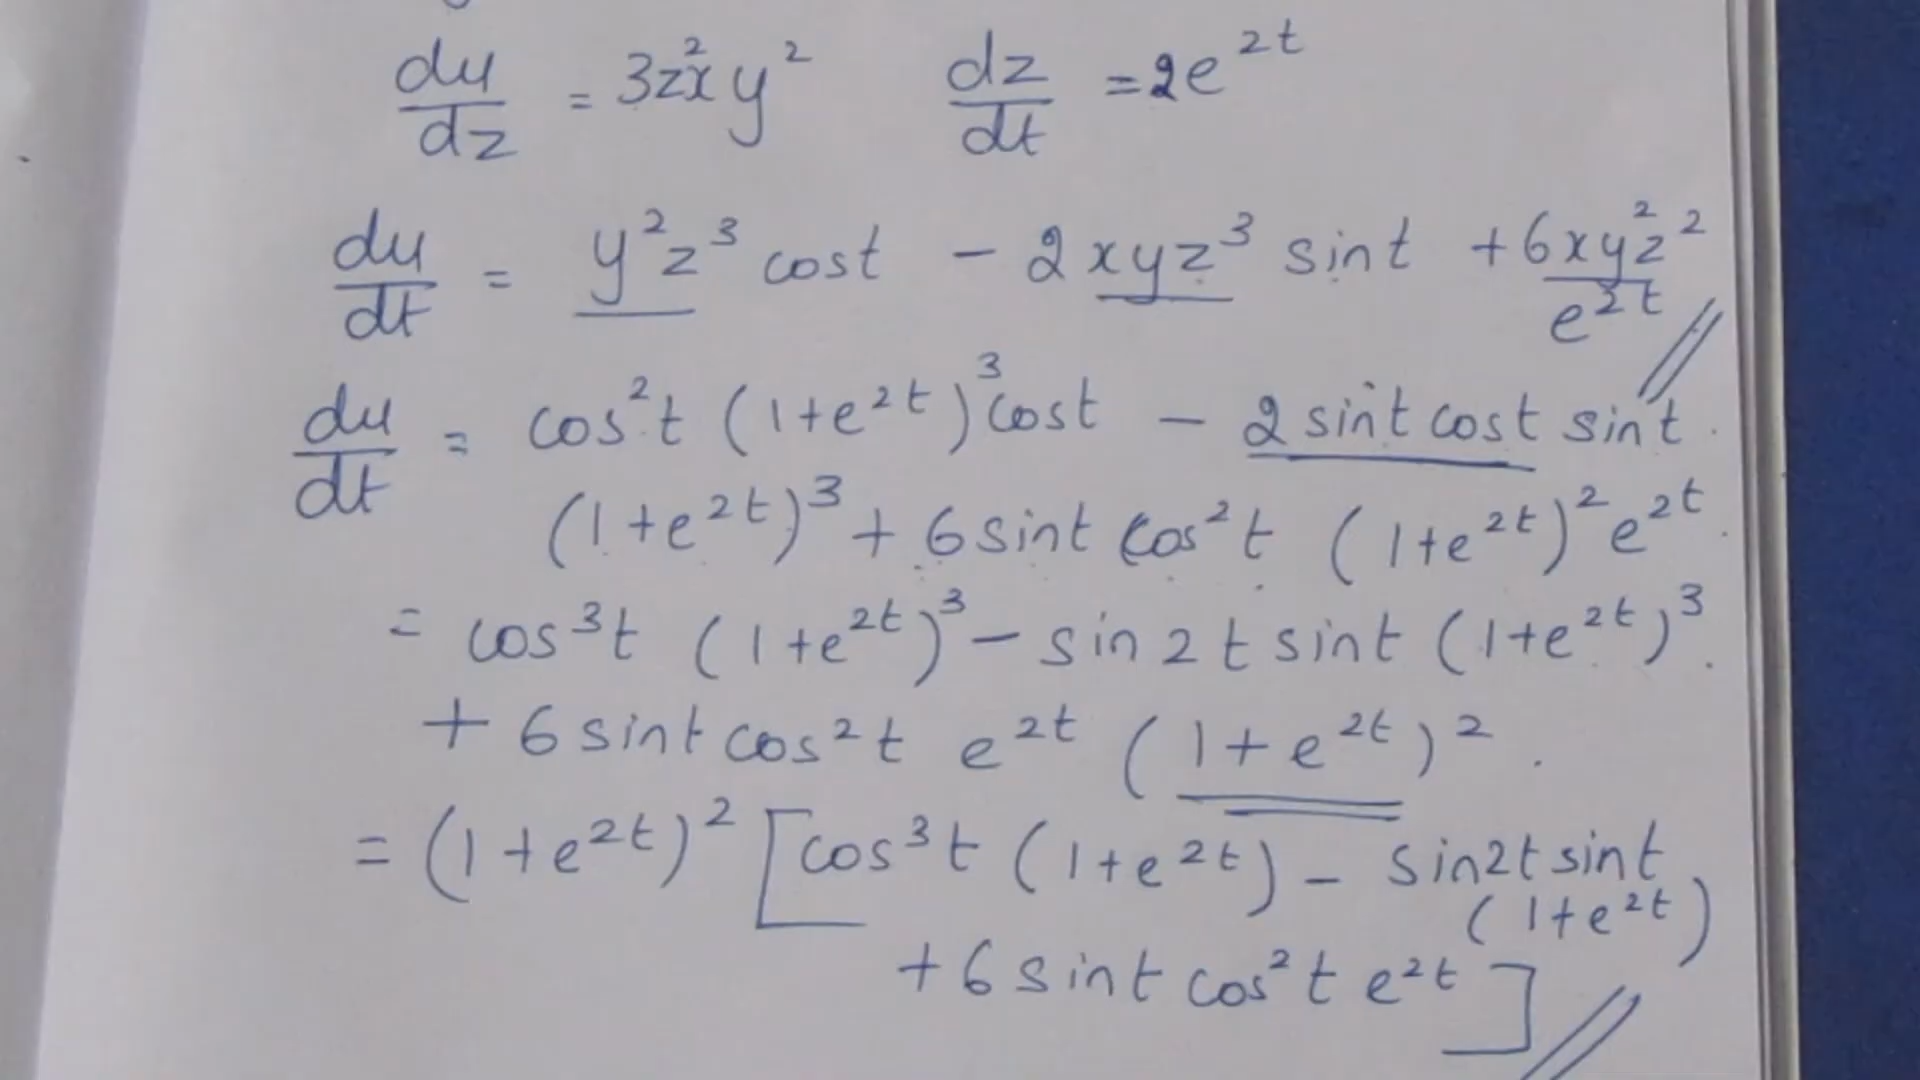 du/dz = 3z²xy² dz/dt = 2e^2t
du/dt = y²z³ cost - 2xyz³ sint + 6xy²z² e^2t
du/dt = cos²t (1+e^2t)³ cost - 2 sint cost sint
(1+e^2t)³ + 6 sint cos²t (1+e^2t)² e^2t
= cos³t (1+e^2t)³ - sin2t sint (1+e^2t)³
+ 6 sint cos²t e^2t (1+e^2t)²
= (1+e^2t)² [cos³t (1+e^2t) - sin2t sint
(1+e^2t)
+ 6 sint cos²t e^2t]